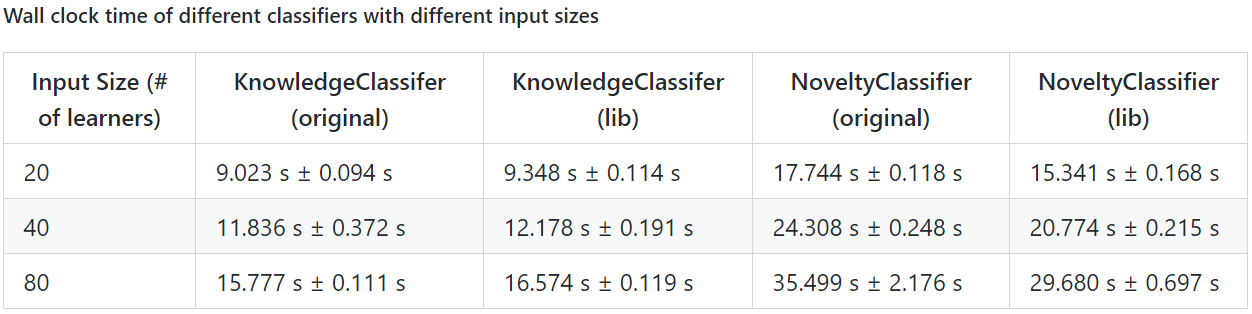 Wall clock time of different classifiers with different input sizes
Input Size (# of learners) KnowledgeClassifer (original) KnowledgeClassifer (lib) NoveltyClassifier (original) NoveltyClassifier (lib)
20 9.023 s ± 0.094 s 9.348 s ± 0.114 s 17.744 s ± 0.118 s 15.341 s ± 0.168 s
40 11.836 s ± 0.372 s 12.178 s ± 0.191 s 24.308 s ± 0.248 s 20.774 s ± 0.215 s
80 15.777 s ± 0.111 s 16.574 s ± 0.119 s 35.499 s ± 2.176 s 29.680 s ± 0.697 s